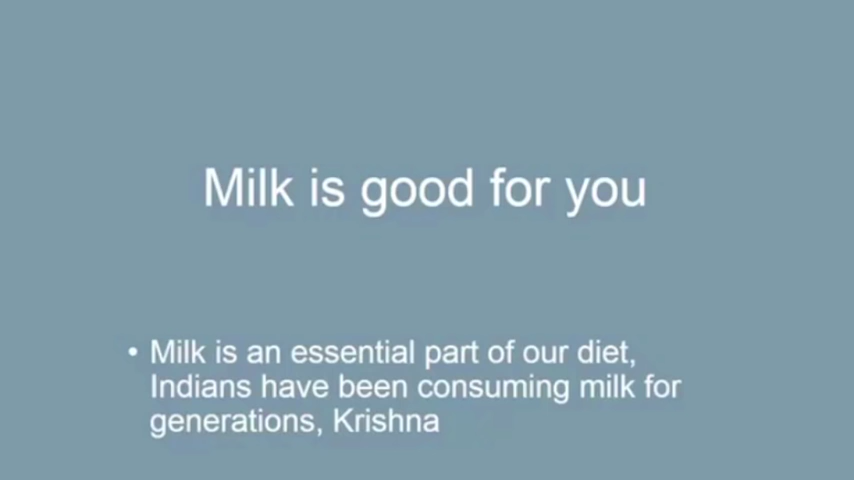 Milk is good for you
• Milk is an essential part of our diet,
Indians have been consuming milk for
generations, Krishna